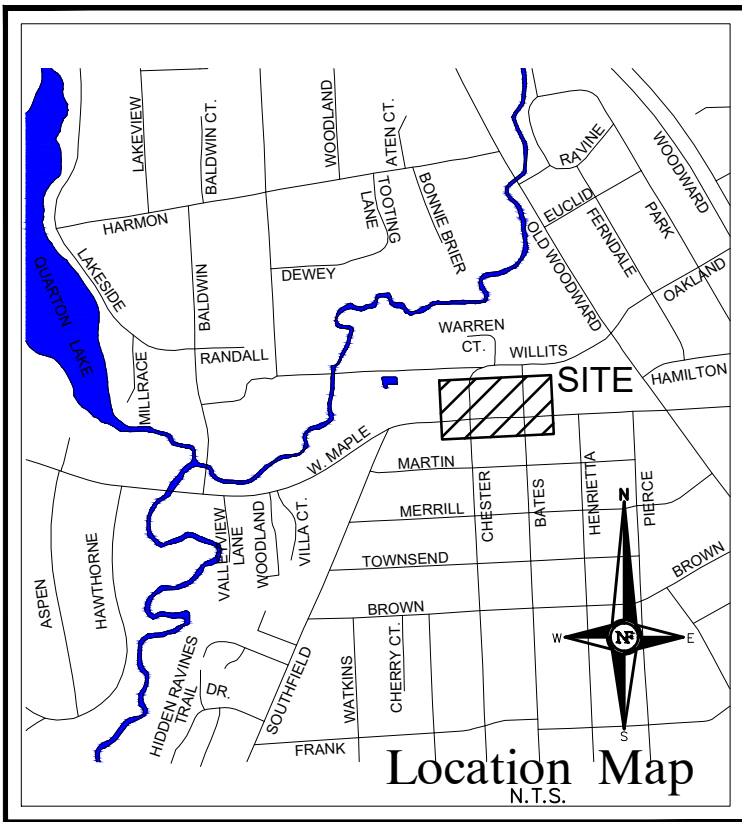 LAKEVIEW
BALDWIN CT.
WOODLAND
ATEN CT.
RAVINE
WOODWARD
HARMON
TOOTING
LANE
BONNIE BRIER
EUCLID
FERNDALE
PARK
LAKESIDE
QUARTON LAKE
BALDWIN
DEWEY
OLD WOODWARD
OAKLAND
WARREN
CT.
WILLITS
RANDALL
MILLRACE
SITE
HAMILTON
W. MAPLE
MARTIN
CHESTER
BATES
HENRIETTA
PIERCE
MERRILL
VALLEYVIEW
LANE
WOODLAND
VILLA CT.
TOWNSEND
ASPEN
HAWTHORNE
BROWN
BROWN
N
W
NF
E
S
HIDDEN RAVINES
TRAIL
DR.
SOUTHFIELD
WATKINS
CHERRY CT.
FRANK
Location Map
N.T.S.